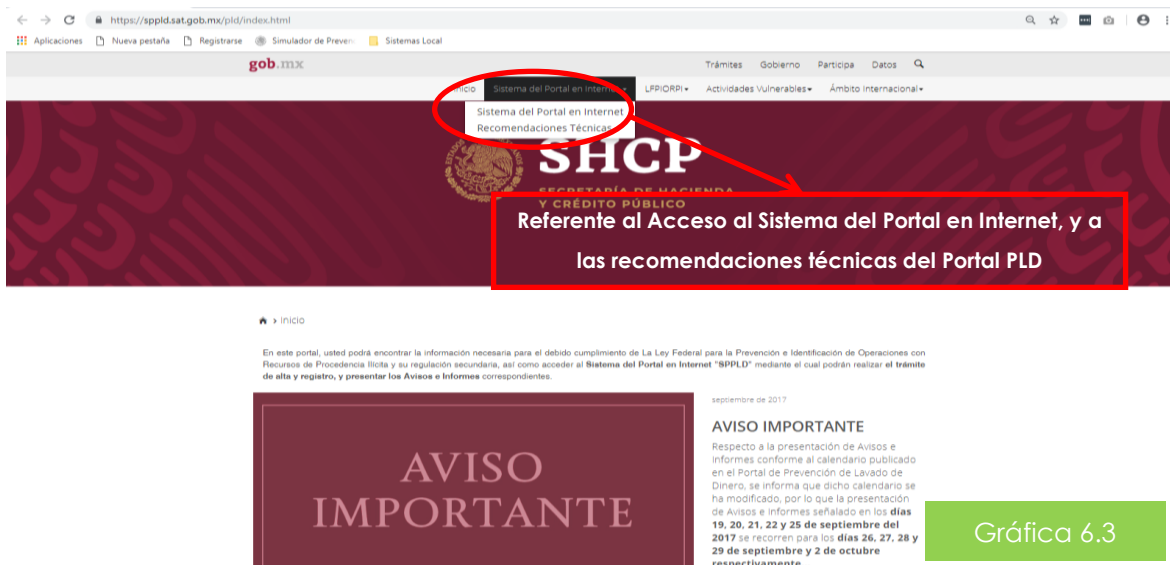 https://sppld.sat.gob.mx/pld/index.html
Aplicaciones Nueva pestaña Registrarse Simulador de Preven Sistemas Local
gob.mx Trámites Gobierno Participa Datos
Inicio Sistema del Portal en Internet LFPIORPI Actividades Vulnerables Ámbito Internacional
Sistema del Portal en Internet
Recomendaciones Técnicas
SHCP
SECRETARÍA DE HACIENDA
Y CRÉDITO PÚBLICO
Referente al Acceso al Sistema del Portal en Internet, y a
las recomendaciones técnicas del Portal PLD
> Inicio
En este portal, usted podrá encontrar la información necesaria para el debido cumplimiento de La Ley Federal para la Prevención e Identificación de Operaciones con
Recursos de Procedencia Ilícita y su regulación secundaria, así como acceder al Sistema del Portal en Internet "SPPLD" mediante el cual podrán realizar el trámite
de alta y registro, y presentar los Avisos e Informes correspondientes.
AVISO
IMPORTANTE
septiembre de 2017
AVISO IMPORTANTE
Respecto a la presentación de Avisos e
Informes conforme al calendario publicado
en el Portal de Prevención de Lavado de
Dinero, se informa que dicho calendario se
ha modificado, por lo que la presentación
de Avisos e Informes señalado en los días
19, 20, 21, 22 y 25 de septiembre del
2017 se recorren para los días 26, 27, 28 y
29 de septiembre y 2 de octubre
respectivamente
Gráfica 6.3